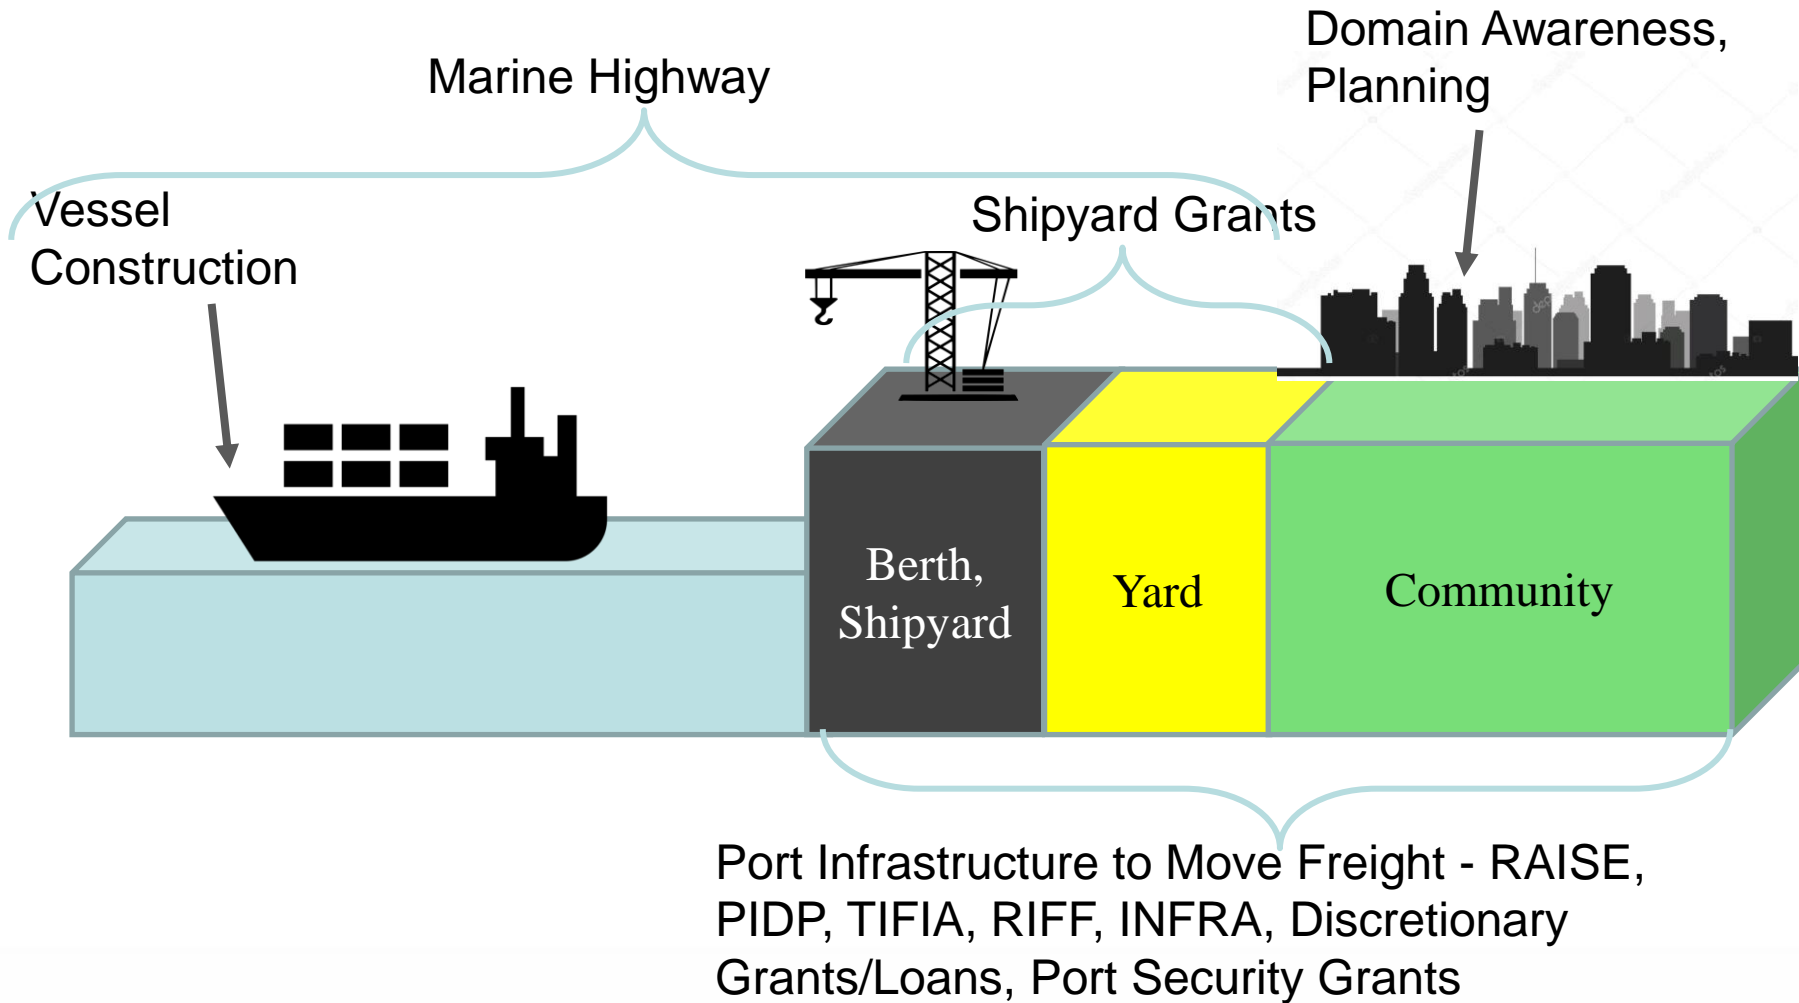 Domain Awareness,
Planning
Marine Highway
Vessel
Construction
Shipyard Grants
Berth,
Shipyard
Yard
Community
Port Infrastructure to Move Freight - RAISE,
PIDP, TIFIA, RIFF, INFRA, Discretionary
Grants/Loans, Port Security Grants